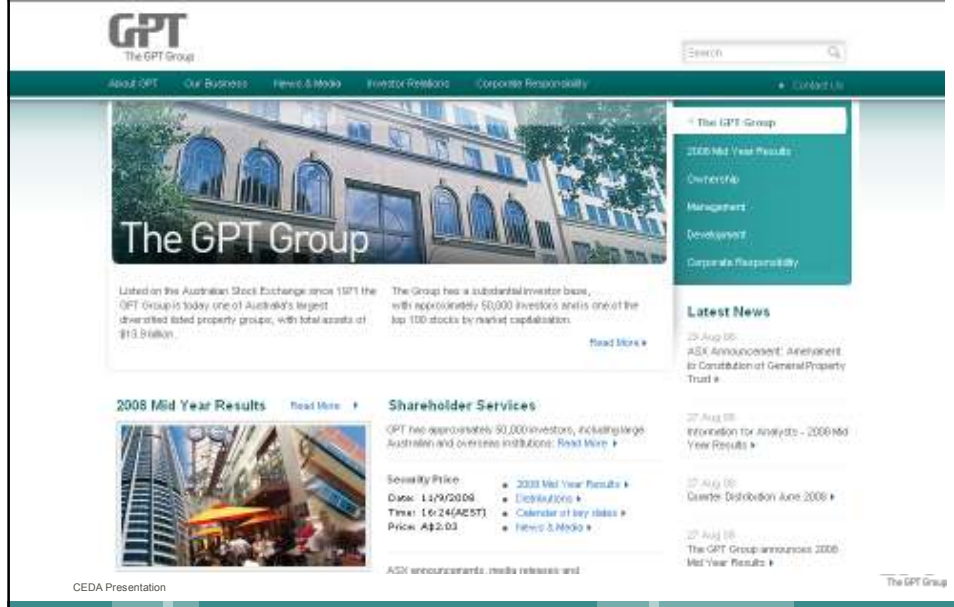 GPT
The GPT Group
Search
About GPT Our Business News & Media Investor Relations Corporate Responsibility
Contact Us
The GPT Group
The GPT Group
2008 Mid Year Results
Ownership
Management
Development
Corporate Responsibility
Listed on the Australian Stock Exchange since 1971 the
GPT Group is today one of Australia's largest
diversified listed property groups, with total assets of
$13.9 billion.
The Group has a substantial investor base,
with approximately 50,000 investors and is one of the
top 100 stocks by market capitalisation.
Read More
Latest News
29 Aug 08
ASX Announcement: Amendment
to Constitution of General Property
Trust
27 Aug 08
Information for Analysts - 2008 Mid
Year Results
27 Aug 08
Quarter Distribution June 2008
27 Aug 08
The GPT Group announces 2008
Mid Year Results
2008 Mid Year Results Read More
Shareholder Services
GPT has approximately 50,000 investors, including large
Australian and overseas institutions. Read More
Security Price
Date: 11/9/2008
Time: 16:24(AEST)
Price: A$2.03
2008 Mid Year Results
Distributions
Calendar of key dates
News & Media
ASX announcements, media releases and
CEDA Presentation
The GPT Group